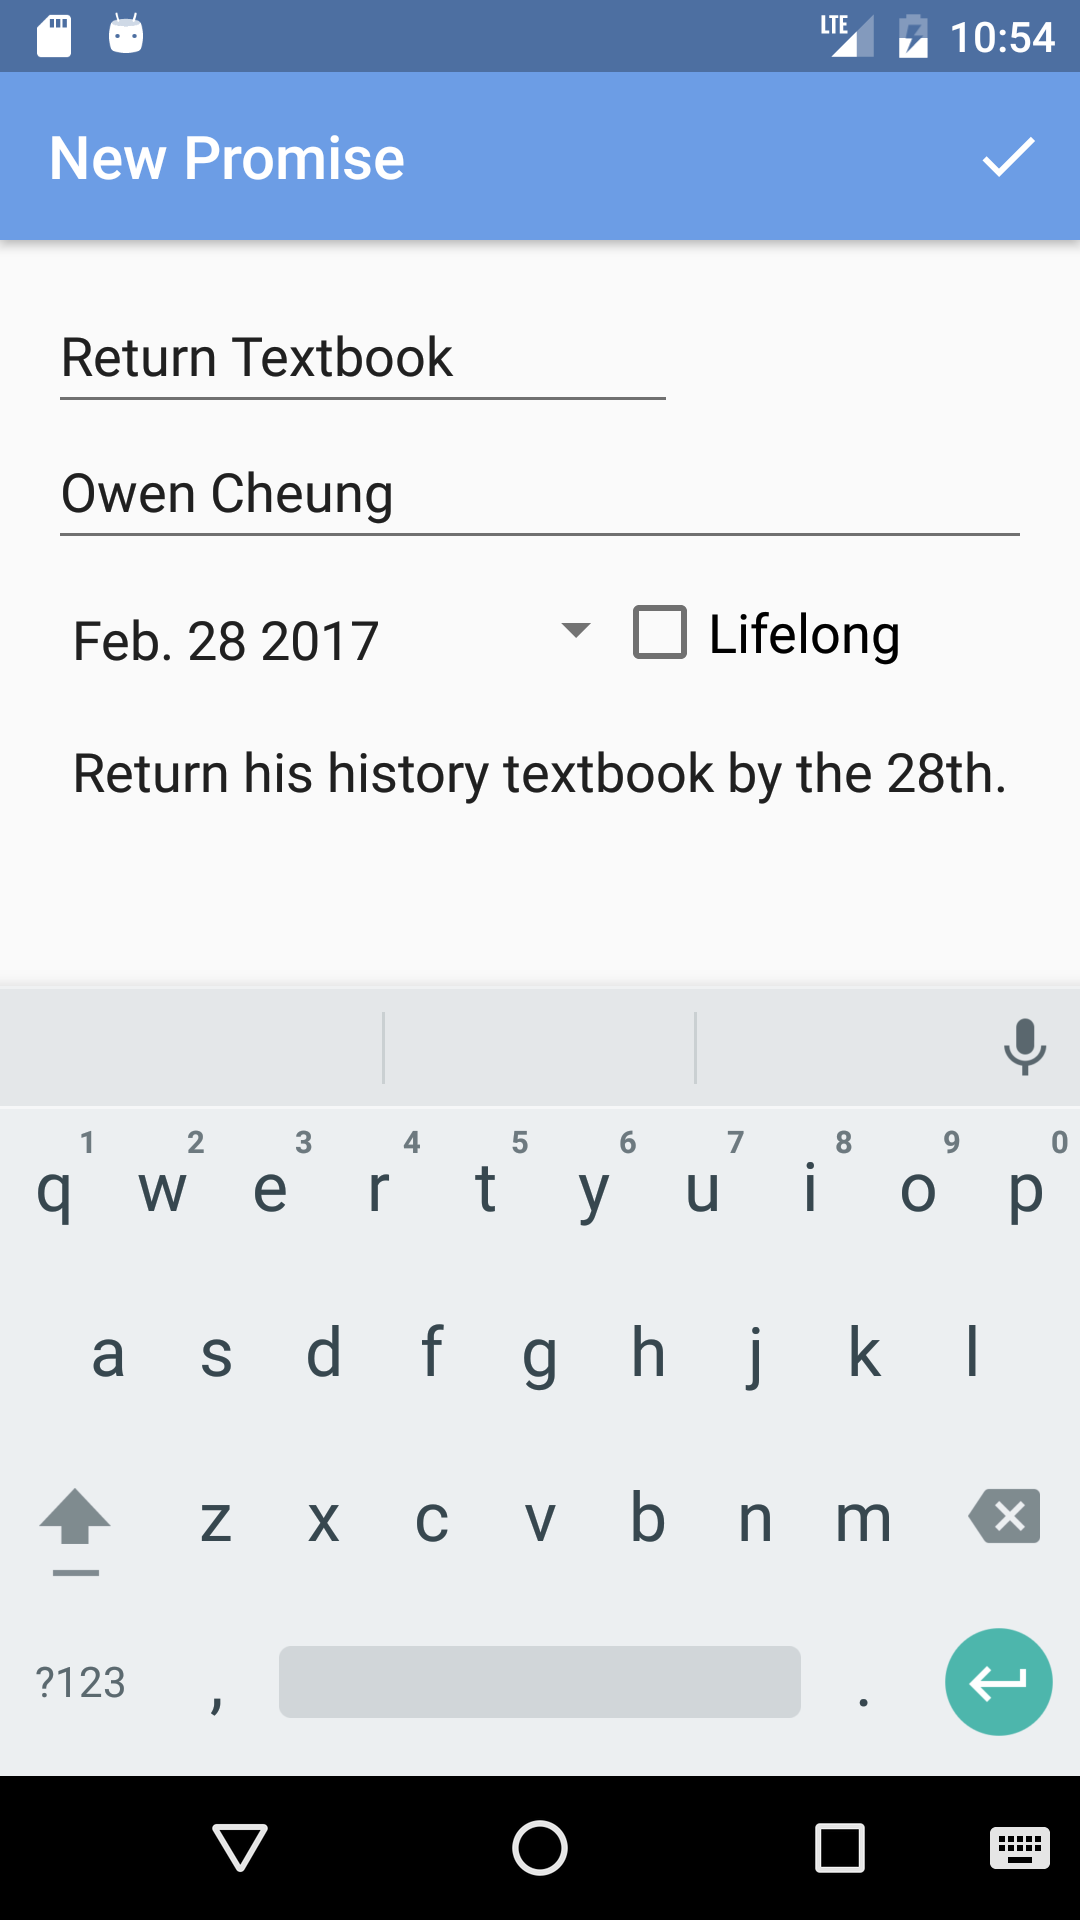 LTE 10:54
New Promise
Return Textbook
Owen Cheung
Feb. 28 2017 Lifelong
Return his history textbook by the 28th.
1 2 3 4 5 6 7 8 9 0
q w e r t y u i o p
a s d f g h j k l
z x c v b n m
?123 , .